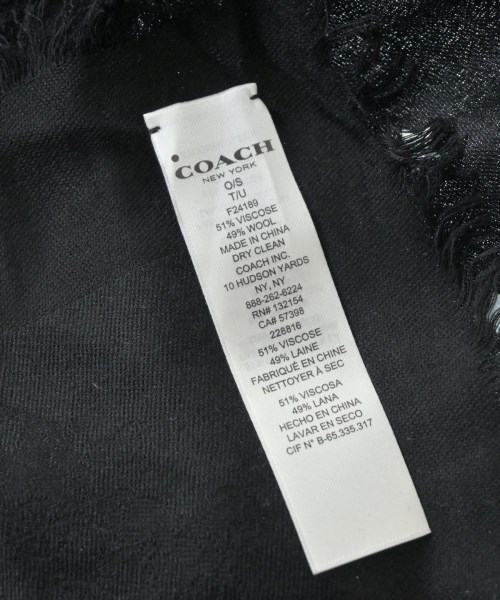 COACH
NEW YORK
O/S
T/U
F24189
51% VISCOSE
49% WOOL
MADE IN CHINA
DRY CLEAN
COACH INC.
10 HUDSON YARDS
NY, NY
888-262-6224
RN# 132154
CA# 57398
228816
51% VISCOSE
49% LAINE
FABRIQUÉ EN CHINE
NETTOYER À SEC
51% VISCOSA
49% LANA
HECHO EN CHINA
LAVAR EN SECO
CIF N° B-65.335.317